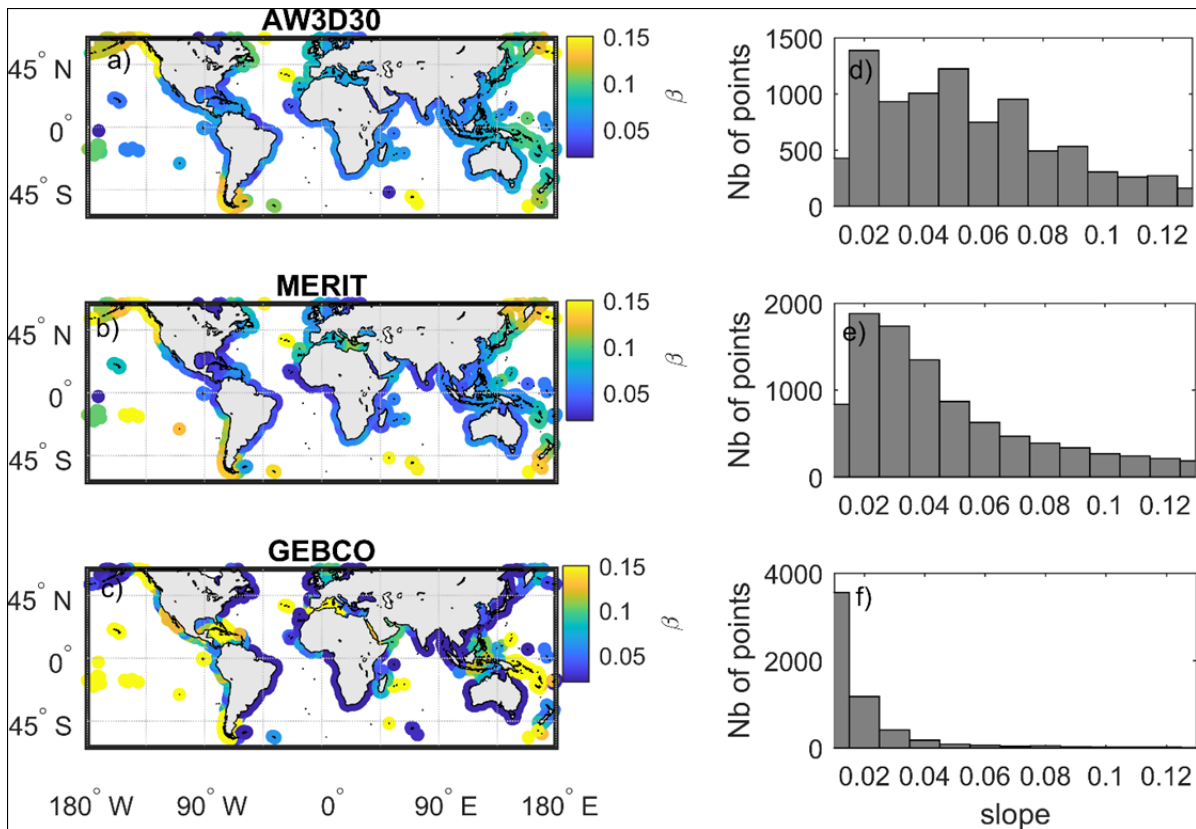 AW3D30
a)
45° N
0°
45° S
0.15
0.1
0.05
β
1500
1000
500
0
Nb of points
d)
0.02 0.04 0.06 0.08 0.1 0.12
MERIT
b)
45° N
0°
45° S
0.15
0.1
0.05
β
2000
1000
0
Nb of points
e)
0.02 0.04 0.06 0.08 0.1 0.12
GEBCO
c)
45° N
0°
45° S
0.15
0.1
0.05
β
180° W 90° W 0° 90° E 180° E
4000
2000
0
Nb of points
f)
0.02 0.04 0.06 0.08 0.1 0.12
slope